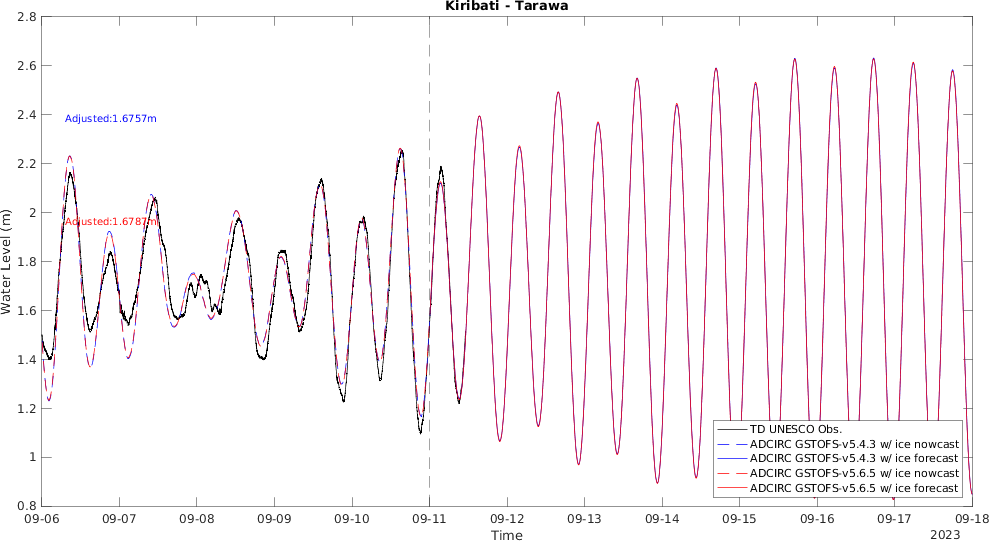 Kiribati - Tarawa
2.8
2.6
2.4
2.2
2
1.8
1.6
1.4
1.2
1
0.8
Water Level (m)
Adjusted:1.6757m
Adjusted:1.6787m
TD UNESCO Obs.
ADCIRC GSTOFS-v5.4.3 w/ ice nowcast
ADCIRC GSTOFS-v5.4.3 w/ ice forecast
ADCIRC GSTOFS-v5.6.5 w/ ice nowcast
ADCIRC GSTOFS-v5.6.5 w/ ice forecast
09-06 09-07 09-08 09-09 09-10 09-11 09-12 09-13 09-14 09-15 09-16 09-17 09-18
Time
2023